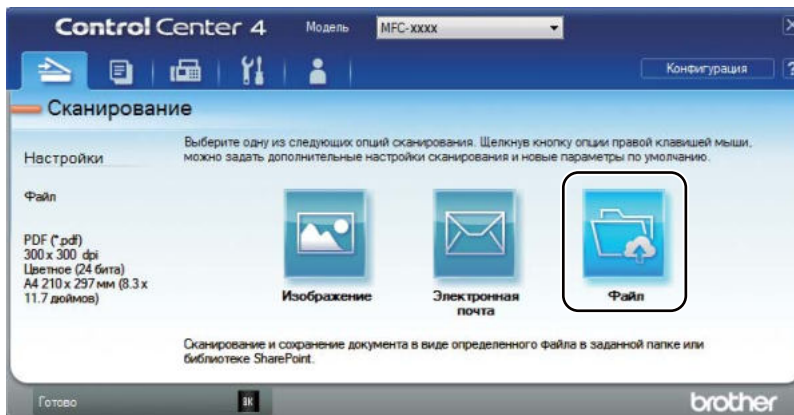 Control Center 4
Модель
MFC-xxxx
Конфигурация
?
Сканирование
Настройки
Файл
PDF (*.pdf)
300 x 300 dpi
Цветное (24 бита)
A4 210 x 297 мм (8.3 x
11.7 дюймов)
Выберите одну из следующих опций сканирования. Щелкнув кнопку опции правой клавишей мыши,
можно задать дополнительные настройки сканирования и новые параметры по умолчанию.
Изображение
Электронная
почта
Файл
Сканирование и сохранение документа в виде определенного файла в заданной папке или
библиотеке SharePoint.
Готово
BK
brother